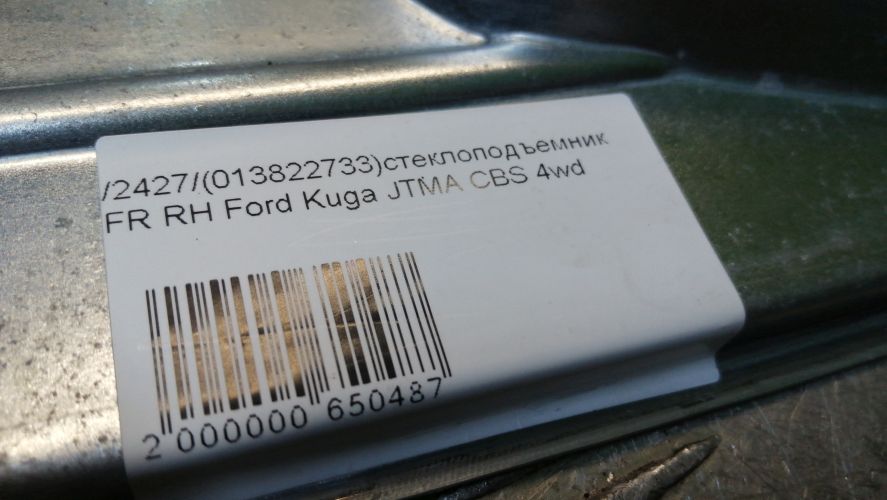 /2427/(013822733)стеклоподъемник
FR RH Ford Kuga JTMA CBS 4wd
2 000000 650487